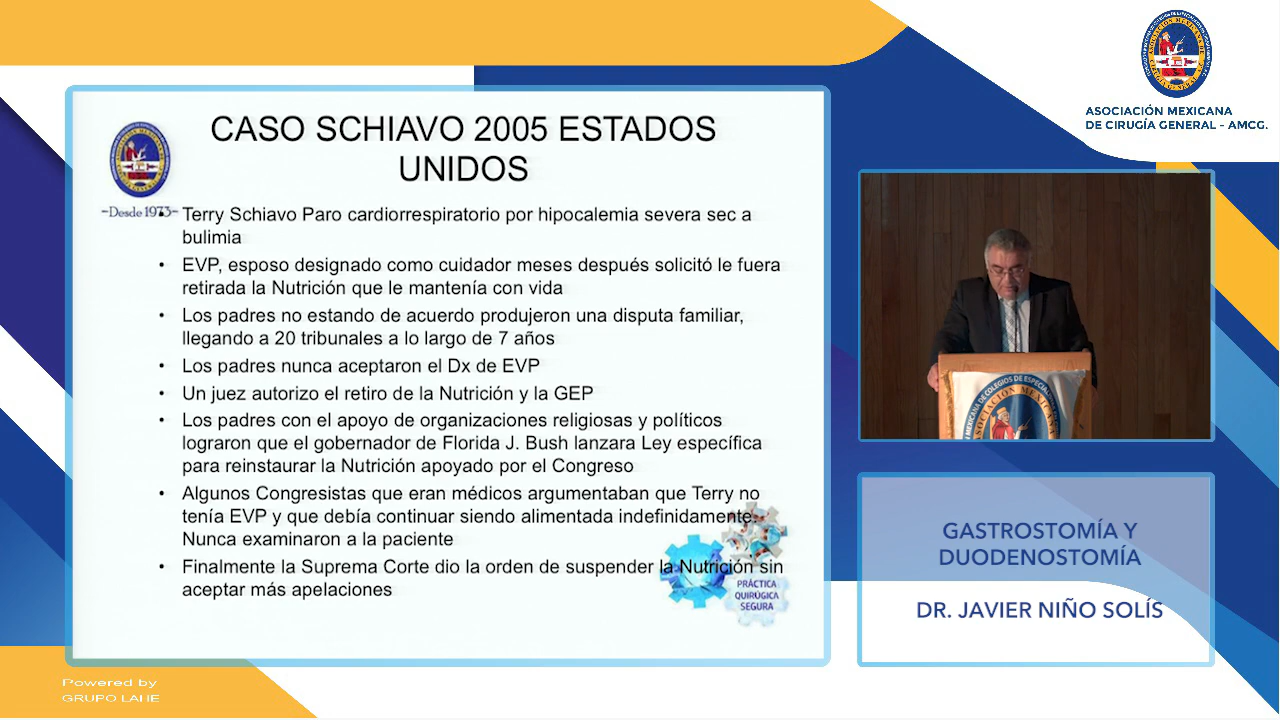 CASO SCHIAVO 2005 ESTADOS
UNIDOS
–Desde 1973–
• Terry Schiavo Paro cardiorrespiratorio por hipocalemia severa sec a
bulimia
• EVP, esposo designado como cuidador meses después solicitó le fuera
retirada la Nutrición que le mantenía con vida
• Los padres no estando de acuerdo produjeron una disputa familiar,
llegando a 20 tribunales a lo largo de 7 años
• Los padres nunca aceptaron el Dx de EVP
• Un juez autorizo el retiro de la Nutrición y la GEP
• Los padres con el apoyo de organizaciones religiosas y políticos
lograron que el gobernador de Florida J. Bush lanzara Ley específica
para reinstaurar la Nutrición apoyado por el Congreso
• Algunos Congresistas que eran médicos argumentaban que Terry no
tenía EVP y que debía continuar siendo alimentada indefinidamente.
Nunca examinaron a la paciente
• Finalmente la Suprema Corte dio la orden de suspender la Nutrición sin
aceptar más apelaciones
PRÁCTICA
QUIRÚGICA
SEGURA
ASOCIACIÓN MEXICANA
DE CIRUGÍA GENERAL - AMCG.
GASTROSTOMÍA Y
DUODENOSTOMÍA
DR. JAVIER NIÑO SOLÍS
Powered by
GRUPO LAHE